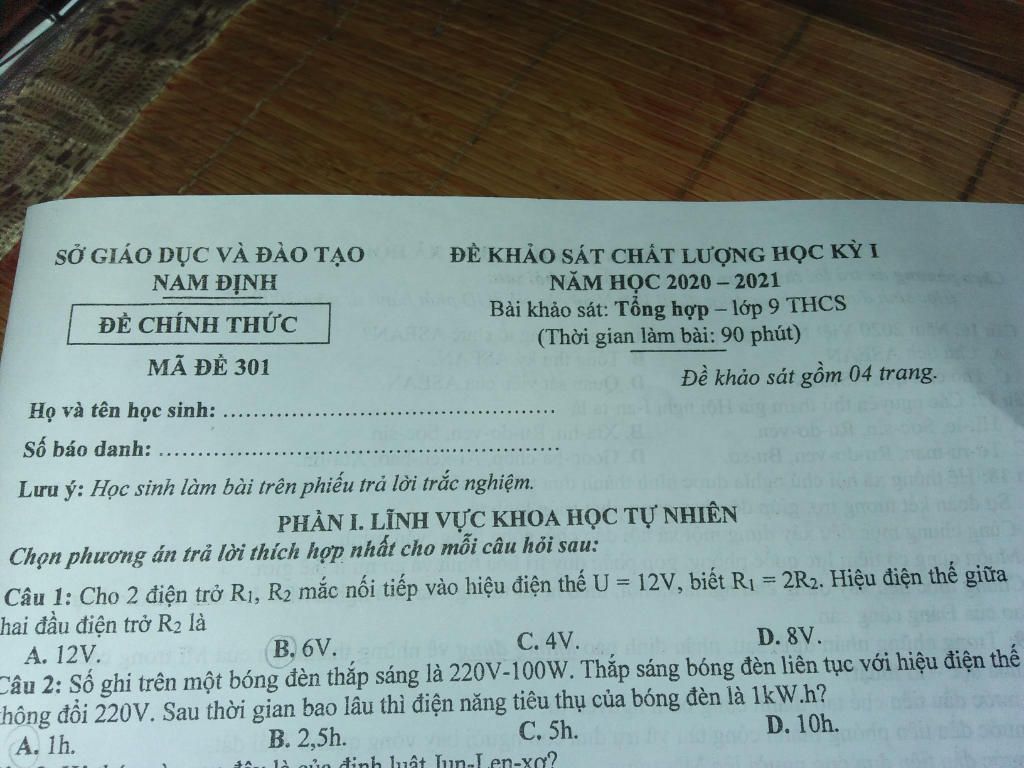 SỞ GIÁO DỤC VÀ ĐÀO TẠO
NAM ĐỊNH
ĐỀ CHÍNH THỨC
MÃ ĐỀ 301
ĐỀ KHẢO SÁT CHẤT LƯỢNG HỌC KỲ I
NĂM HỌC 2020 – 2021
Bài khảo sát: Tổng hợp – lớp 9 THCS
(Thời gian làm bài: 90 phút)
Đề khảo sát gồm 04 trang.
Họ và tên học sinh: ....................................................
Số báo danh: ...............................................................
Lưu ý: Học sinh làm bài trên phiếu trả lời trắc nghiệm.
PHẦN I. LĨNH VỰC KHOA HỌC TỰ NHIÊN
Chọn phương án trả lời thích hợp nhất cho mỗi câu hỏi sau:
Câu 1: Cho 2 điện trở R₁, R₂ mắc nối tiếp vào hiệu điện thế U = 12V, biết R₁ = 2R₂. Hiệu điện thế giữa
hai đầu điện trở R₂ là
A. 12V. B. 6V. C. 4V. D. 8V.
Câu 2: Số ghi trên một bóng đèn thắp sáng là 220V-100W. Thắp sáng bóng đèn liên tục với hiệu điện thế
không đổi 220V. Sau thời gian bao lâu thì điện năng tiêu thụ của bóng đèn là 1kW.h?
A. 1h. B. 2,5h. C. 5h. D. 10h.
của định luật Jun-Len-xơ?